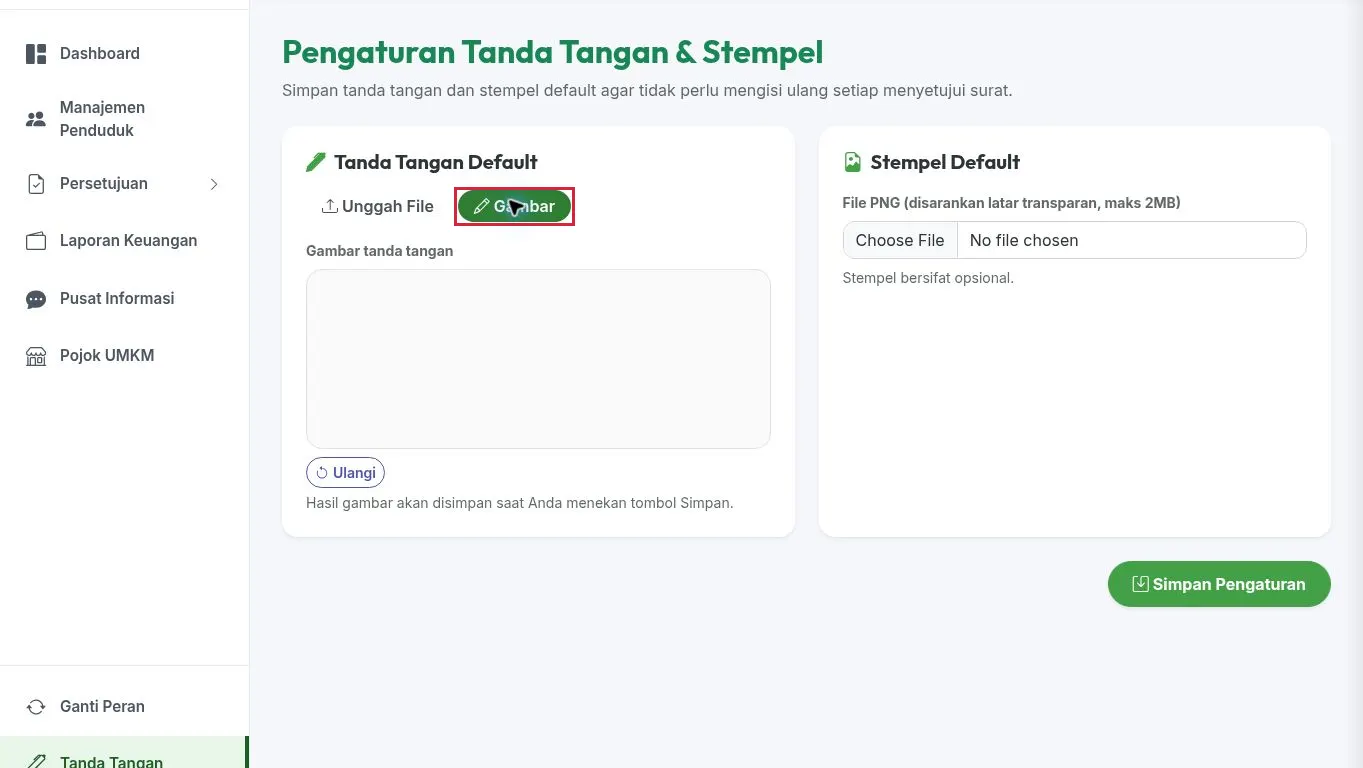 Dashboard
Manajemen
Penduduk
Persetujuan
Laporan Keuangan
Pusat Informasi
Pojok UMKM
Ganti Peran
Tanda Tangan
Pengaturan Tanda Tangan & Stempel
Simpan tanda tangan dan stempel default agar tidak perlu mengisi ulang setiap menyetujui surat.
Tanda Tangan Default
Unggah File
Gambar
Gambar tanda tangan
Ulangi
Hasil gambar akan disimpan saat Anda menekan tombol Simpan.
Stempel Default
File PNG (disarankan latar transparan, maks 2MB)
Choose File No file chosen
Stempel bersifat opsional.
Simpan Pengaturan